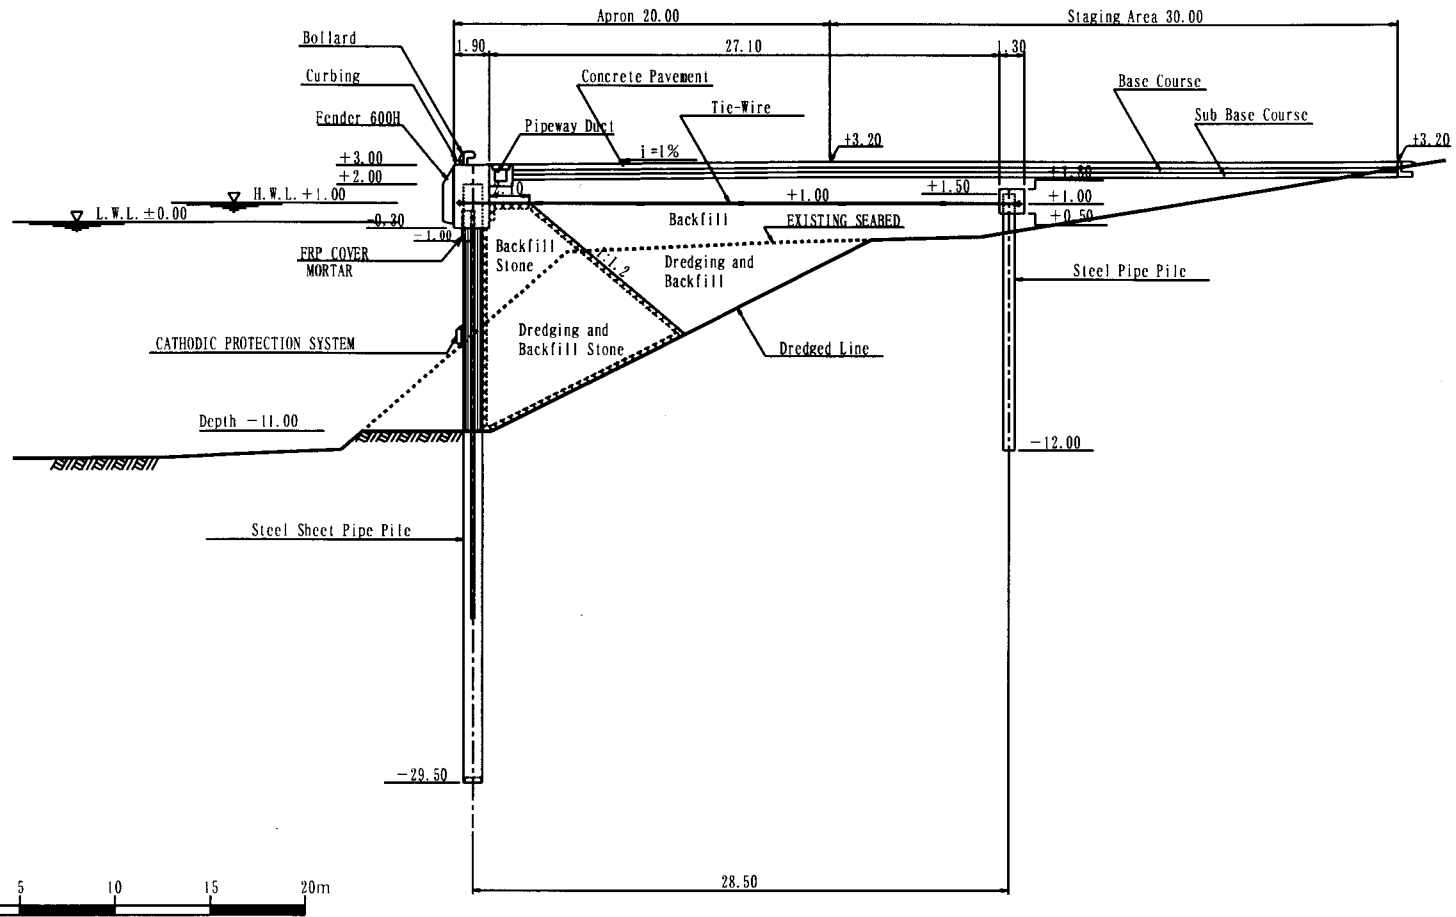 Apron 20.00
Staging Area 30.00
Bollard
1.90
27.10
1.30
Curbing
Concrete Pavement
Base Course
Tie-Wire
Sub Base Course
Fender 600H
Pipeway Duct
+3.20
+3.20
+3.00
i=1%
+2.00
+1.50
H.W.L. +1.00
+1.00
+1.00
L.W.L. ±0.00
-0.30
Backfill
EXISTING SEABED
+0.50
-1.00
FRP COVER
MORTAR
Backfill
Stone
1:1.2
Dredging and
Backfill
Steel Pipe Pile
CATHODIC PROTECTION SYSTEM
Dredging and
Backfill Stone
Dredged Line
Depth -11.00
-12.00
Steel Sheet Pipe Pile
-29.50
28.50
5
10
15
20m